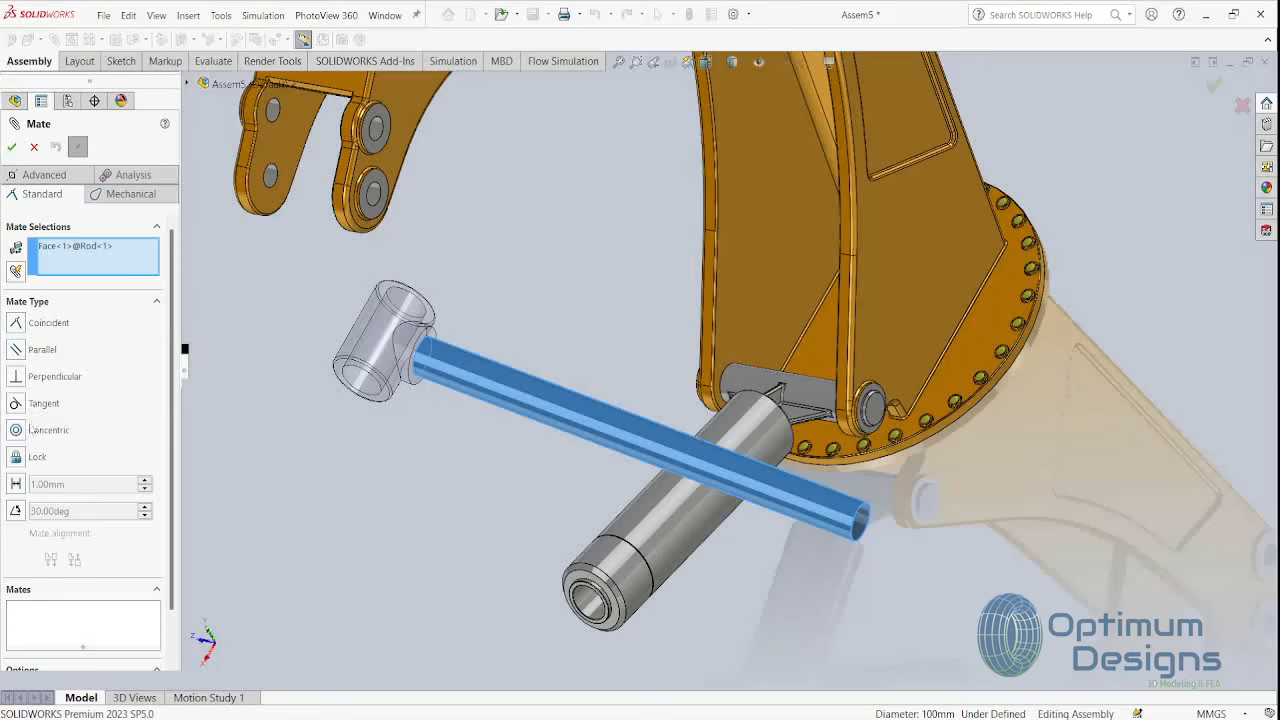 SOLIDWORKS File Edit View Insert Tools Simulation PhotoView 360 Window Assem5 * Search SOLIDWORKS Help
Assembly Layout Sketch Markup Evaluate Render Tools SOLIDWORKS Add-Ins Simulation MBD Flow Simulation
Mate
Advanced Analysis
Standard Mechanical
Mate Selections
Face<1>@Rod<1>
Mate Type
Coincident
Parallel
Perpendicular
Tangent
Concentric
Lock
1.00mm
30.00deg
Mate alignment
Mates
Options
Y
Z
X
Optimum
Designs
3D Modeling & FEA
Model 3D Views Motion Study 1
SOLIDWORKS Premium 2023 SP5.0 Diameter: 100mm Under Defined Editing Assembly MMGS